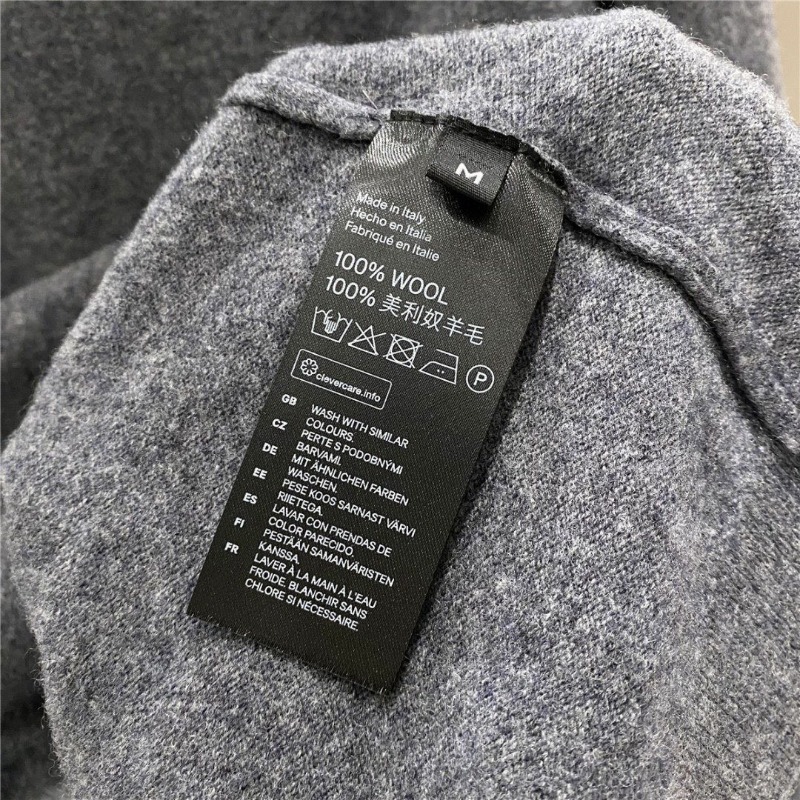 M
Made in Italy
Hecho en Italia
Fabriqué en Italie
100% WOOL
100% 美利奴羊毛
P
clevercare.info
GB WASH WITH SIMILAR
COLOURS.
CZ PERTE S PODOBNÝMI
BARVAMI.
DE MIT ÄHNLICHEN FARBEN
WASCHEN
EE PESE KOOS SARNAST VÄRVI
RIIETEGA.
ES LAVAR CON PRENDAS DE
COLOR PARECIDO.
FI PESTÄÄN SAMANVÄRISTEN
KANSSA.
FR LAVER À LA MAIN À L'EAU
FROIDE, BLANCHIR SANS
CHLORE SI NÉCESSAIRE.